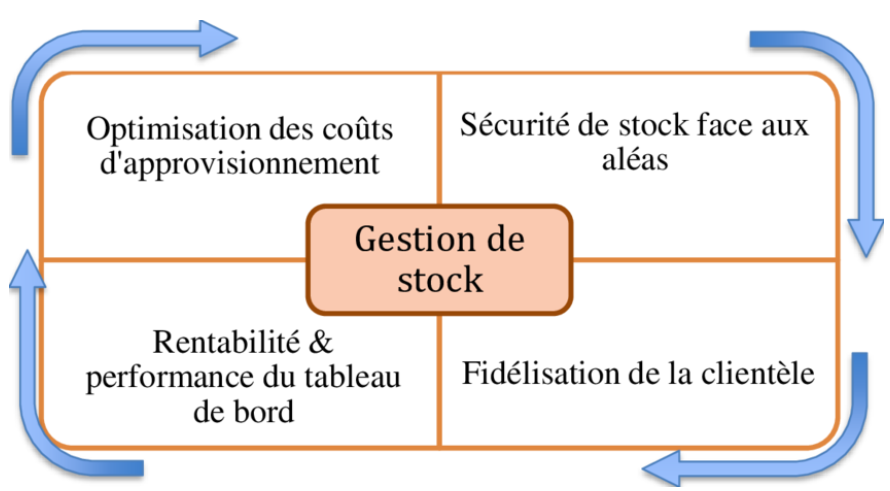 Optimisation des coûts
d'approvisionnement
Sécurité de stock face aux
aléas
Gestion de
stock
Rentabilité &
performance du tableau
de bord
Fidélisation de la clientèle